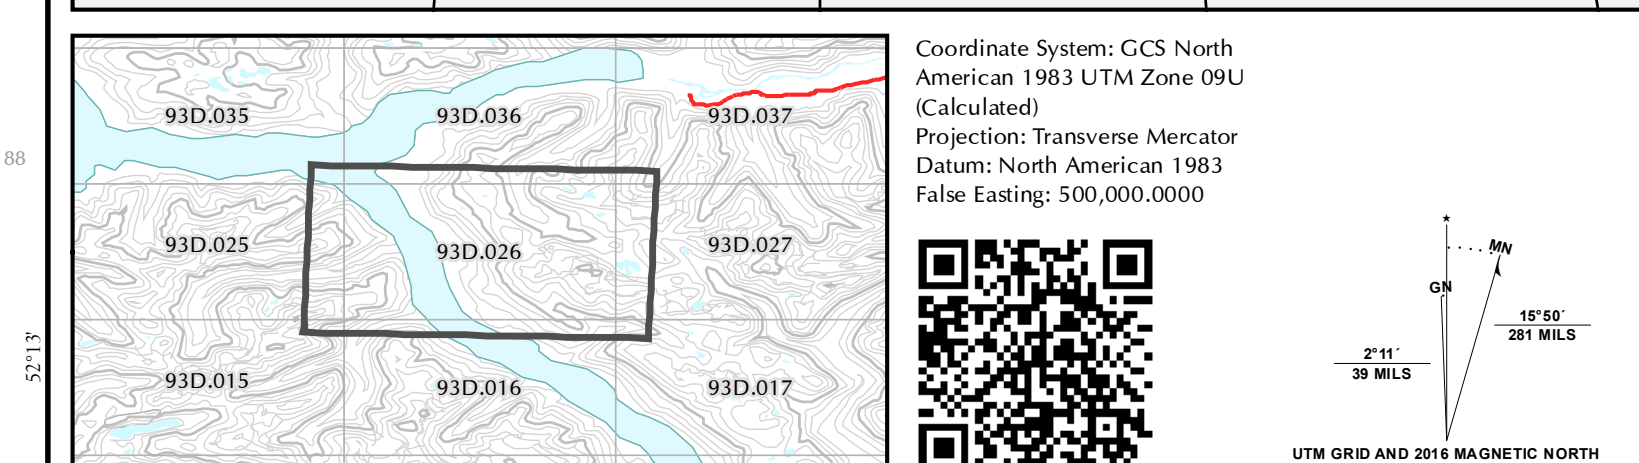 93D.035
93D.036
93D.037
93D.025
93D.026
93D.027
93D.015
93D.016
93D.017
88
52°13'
Coordinate System: GCS North
American 1983 UTM Zone 09U
(Calculated)
Projection: Transverse Mercator
Datum: North American 1983
False Easting: 500,000.0000
MN
GN
15°50´
281 MILS
2°11´
39 MILS
UTM GRID AND 2016 MAGNETIC NORTH